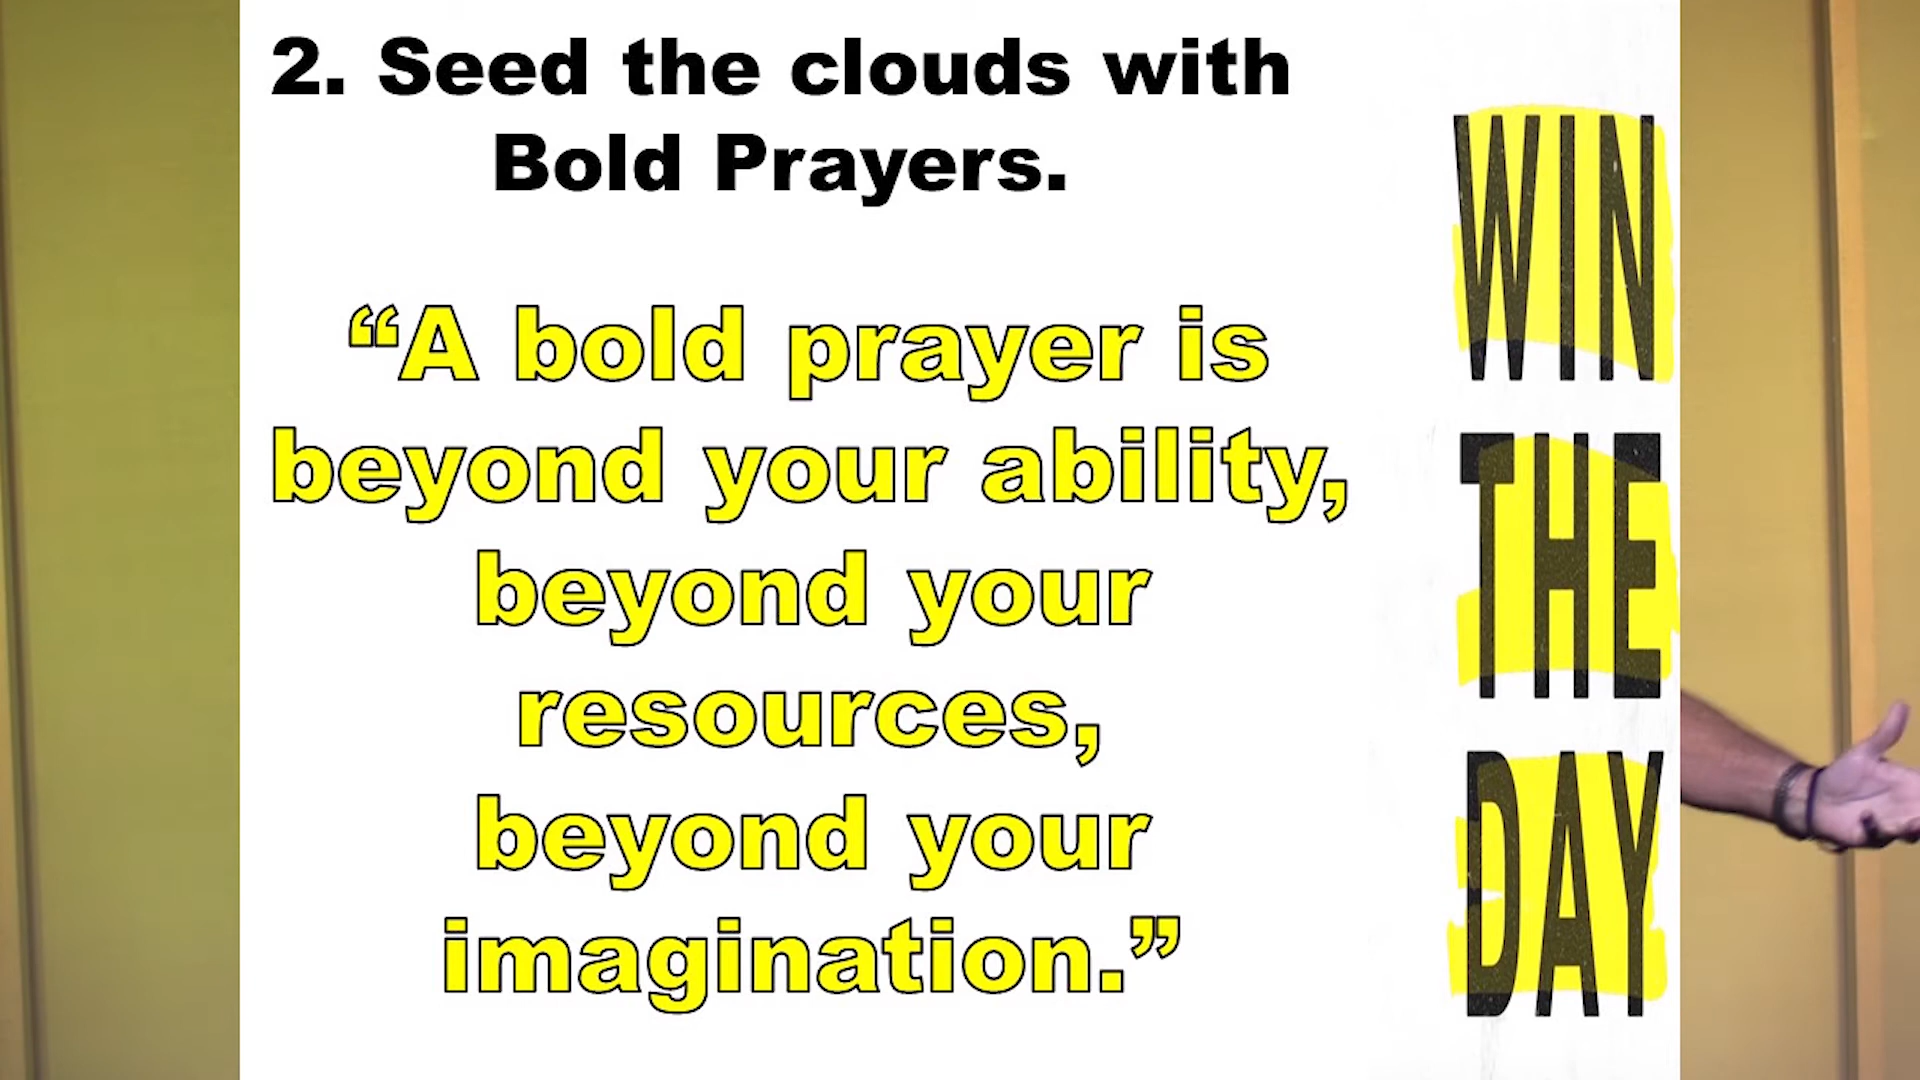 2. Seed the clouds with
Bold Prayers.
“A bold prayer is
beyond your ability,
beyond your
resources,
beyond your
imagination.”
WIN
THE
DAY